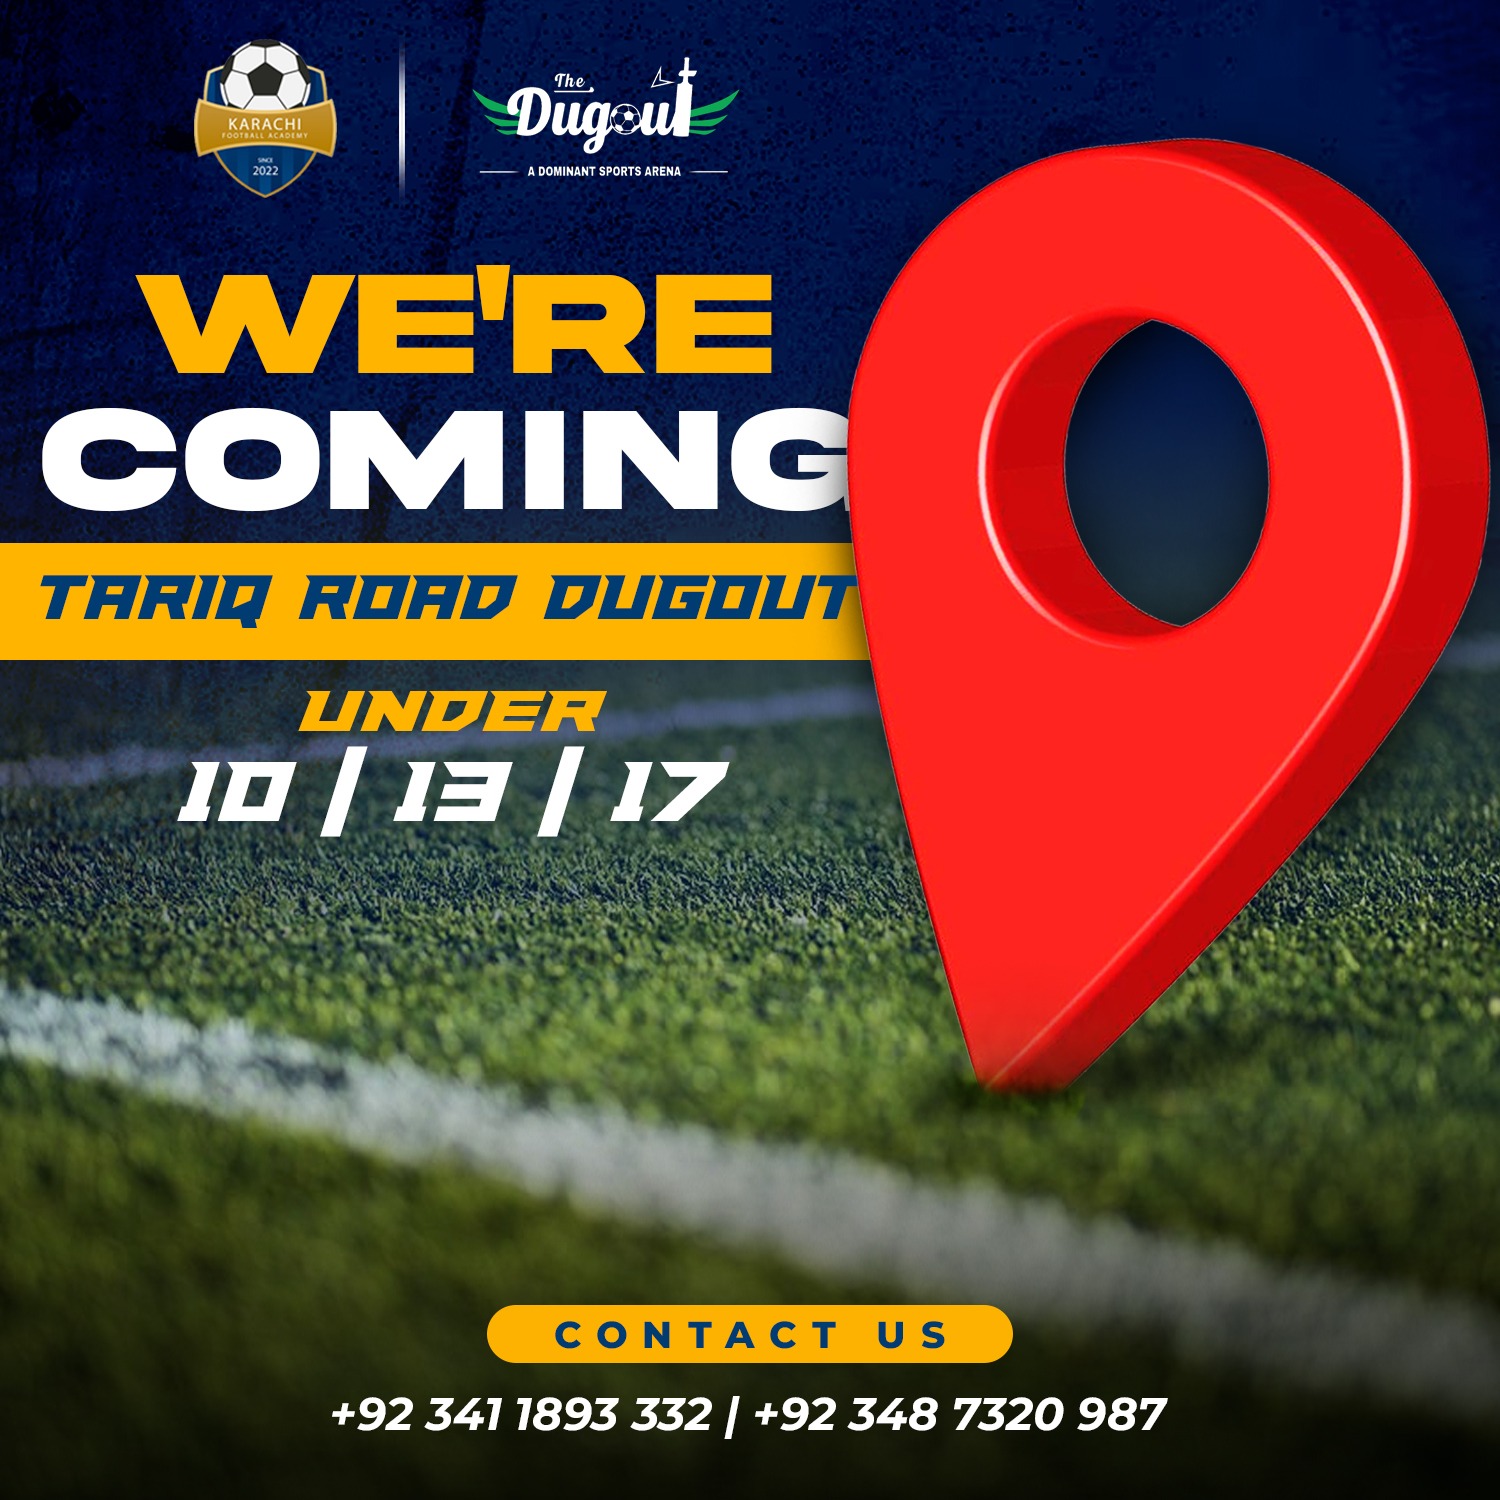 KARACHI
FOOTBALL ACADEMY
SINCE
2022
The
Dugout
A DOMINANT SPORTS ARENA
WE'RE
COMING
TARIQ ROAD DUGOUT
UNDER
10 | 13 | 17
CONTACT US
+92 341 1893 332 | +92 348 7320 987